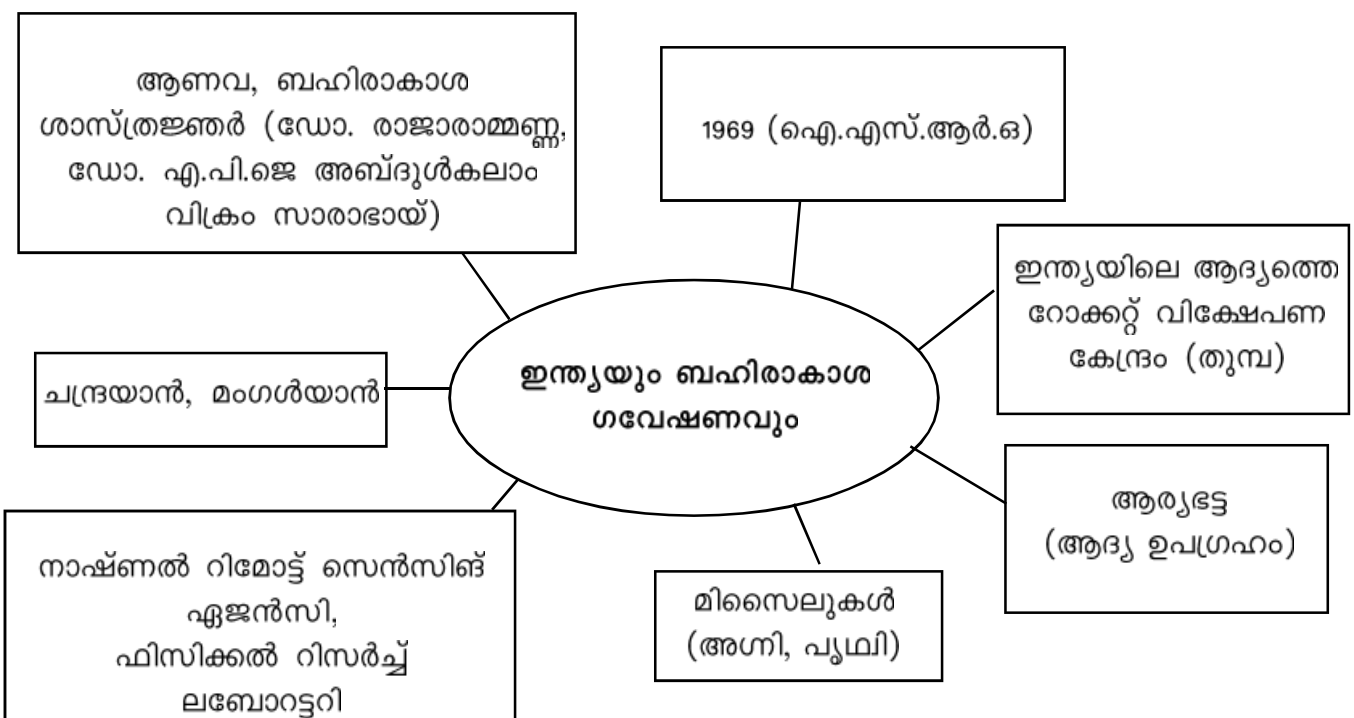 ആണവ, ബഹിരാകാശ
ശാസ്ത്രജ്ഞർ (ഡോ. രാജാരാമ്മണ്ണ,
ഡോ. എ.പി.ജെ അബ്ദുൾകലാം
വിക്രം സാരാഭായ്)
1969 (ഐ.എസ്.ആർ.ഒ)
ഇന്ത്യയിലെ ആദ്യത്തെ
റോക്കറ്റ് വിക്ഷേപണ
കേന്ദ്രം (തുമ്പ)
ഇന്ത്യയും ബഹിരാകാശ
ഗവേഷണവും
ചന്ദ്രയാൻ, മംഗൾയാൻ
ആര്യഭട്ട
(ആദ്യ ഉപഗ്രഹം)
നാഷ്ണൽ റിമോട്ട് സെൻസിങ്
ഏജൻസി,
ഫിസിക്കൽ റിസർച്ച്
ലബോറട്ടറി
മിസൈലുകൾ
(അഗ്നി, പൃഥ്വി)